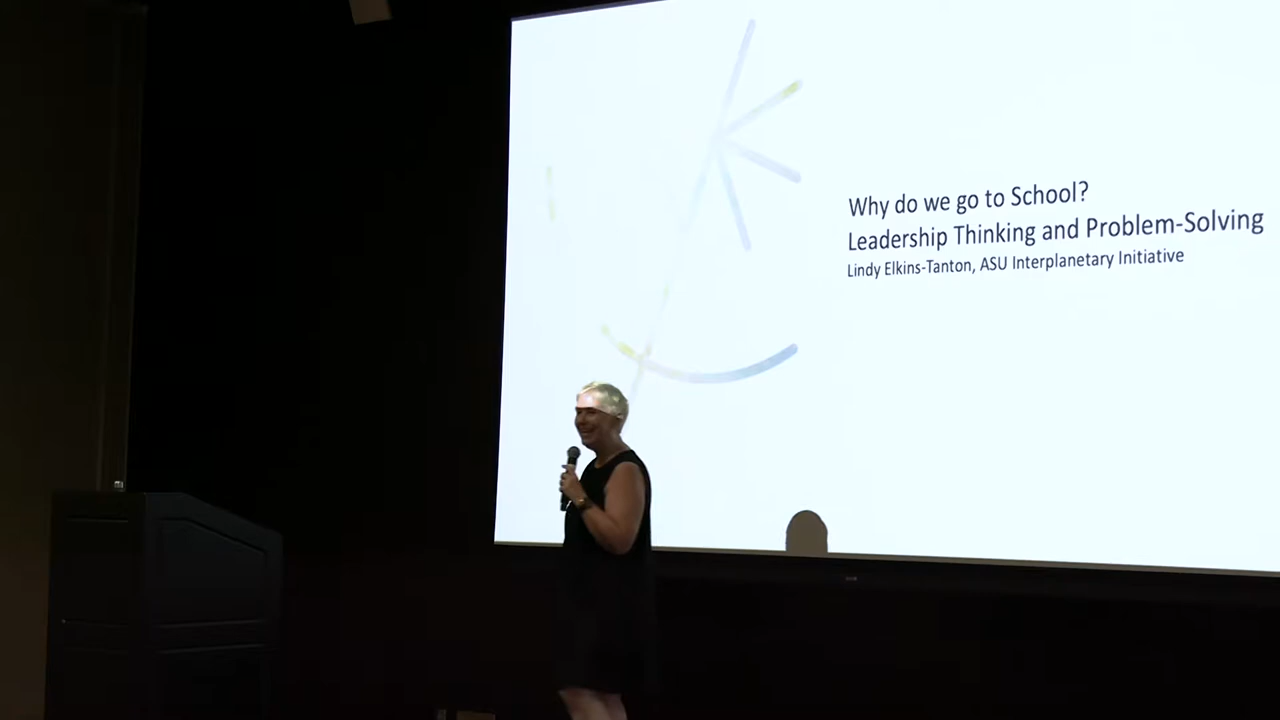 Why do we go to School?
Leadership Thinking and Problem-Solving
Lindy Elkins-Tanton, ASU Interplanetary Initiative